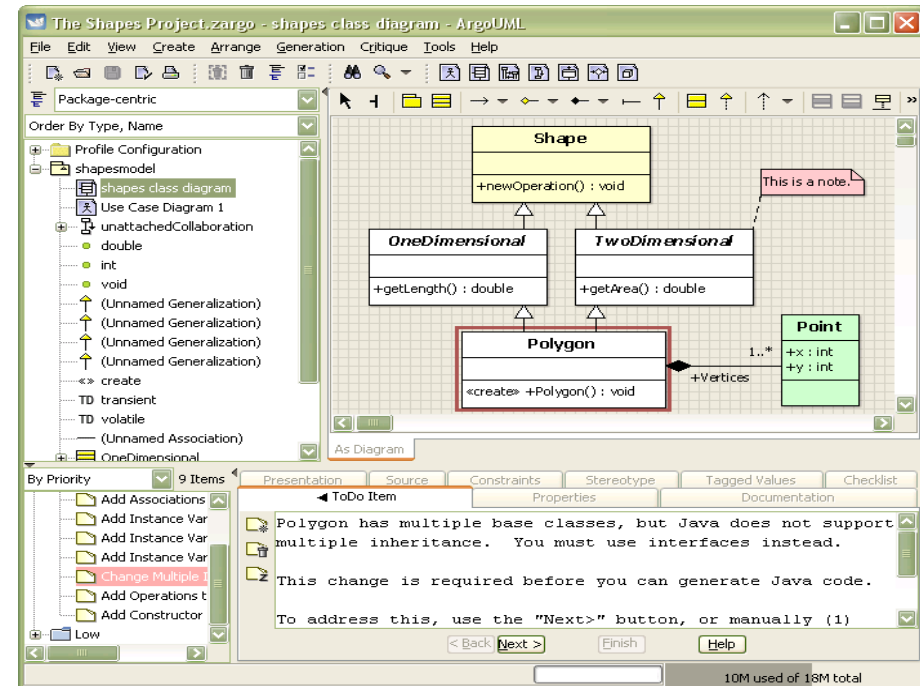 The Shapes Project.zargo - shapes class diagram - ArgoUML
File Edit View Create Arrange Generation Critique Tools Help
Package-centric
Order By Type, Name
Profile Configuration
shapesmodel
shapes class diagram
Use Case Diagram 1
unattachedCollaboration
double
int
void
(Unnamed Generalization)
(Unnamed Generalization)
(Unnamed Generalization)
(Unnamed Generalization)
«» create
TD transient
TD volatile
(Unnamed Association)
OneDimensional
»
Shape
+newOperation() : void
This is a note.
OneDimensional
+getLength() : double
TwoDimensional
+getArea() : double
Polygon
«create» +Polygon() : void
1..*
+Vertices
Point
+x : int
+y : int
As Diagram
By Priority 9 Items
Add Associations
Add Instance Var
Add Instance Var
Add Instance Var
Change Multiple I
Add Operations t
Add Constructor
Low
Presentation Source Constraints Stereotype Tagged Values Checklist
ToDo Item Properties Documentation
Polygon has multiple base classes, but Java does not support
multiple inheritance. You must use interfaces instead.
This change is required before you can generate Java code.
To address this, use the "Next>" button, or manually (1)
< Back Next > Finish Help
10M used of 18M total